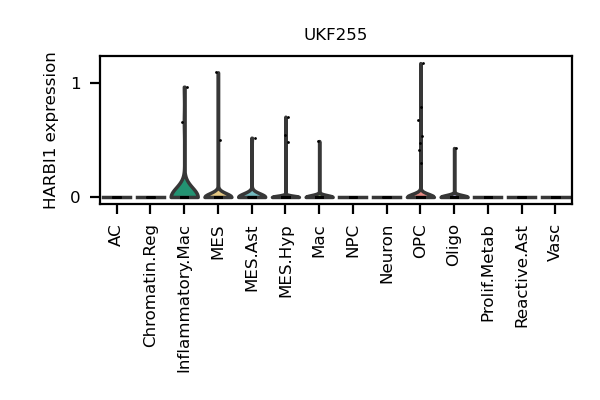 UKF255
HARBI1 expression
1
0
AC
Chromatin.Reg
Inflammatory.Mac
MES
MES.Ast
MES.Hyp
Mac
NPC
Neuron
OPC
Oligo
Prolif.Metab
Reactive.Ast
Vasc